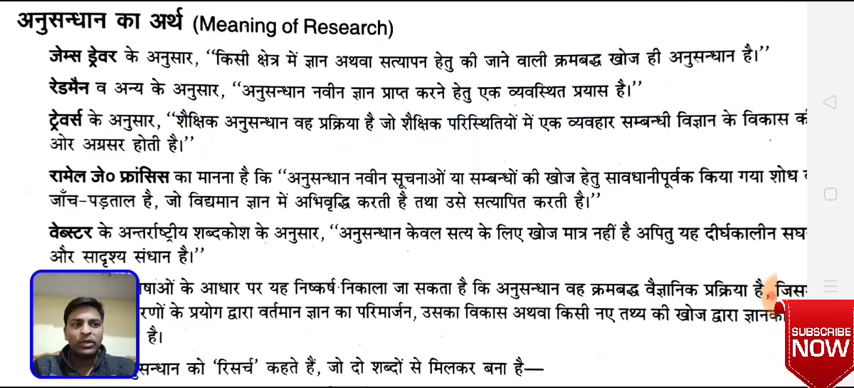 अनुसन्धान का अर्थ (Meaning of Research)
जेम्स ड्रेवर के अनुसार, “किसी क्षेत्र में ज्ञान अथवा सत्यापन हेतु की जाने वाली क्रमबद्ध खोज ही अनुसन्धान है।”
रेडमैन व अन्य के अनुसार, “अनुसन्धान नवीन ज्ञान प्राप्त करने हेतु एक व्यवस्थित प्रयास है।”
ट्रेवर्स के अनुसार, “शैक्षिक अनुसन्धान वह प्रक्रिया है जो शैक्षिक परिस्थितियों में एक व्यवहार सम्बन्धी विज्ञान के विकास
ओर अग्रसर होती है।”
रामेल जे० फ्रांसिस का मानना है कि “अनुसन्धान नवीन सूचनाओं या सम्बन्धों की खोज हेतु सावधानीपूर्वक किया गया शोध
जाँच-पड़ताल है, जो विद्यमान ज्ञान में अभिवृद्धि करती है तथा उसे सत्यापित करती है।”
वेब्स्टर के अन्तर्राष्ट्रीय शब्दकोश के अनुसार, “अनुसन्धान केवल सत्य के लिए खोज मात्र नहीं है अपितु यह दीर्घकालीन
और सादृश्य संधान है।”
के आधार पर यह निष्कर्ष निकाला जा सकता है कि अनुसन्धान वह क्रमबद्ध वैज्ञानिक प्रक्रिया है,
के प्रयोग द्वारा वर्तमान ज्ञान का परिमार्जन, उसका विकास अथवा किसी नए तथ्य की खोज द्वारा
है।
को ‘रिसर्च’ कहते हैं, जो दो शब्दों से मिलकर बना है—
SUBSCRIBE
NOW